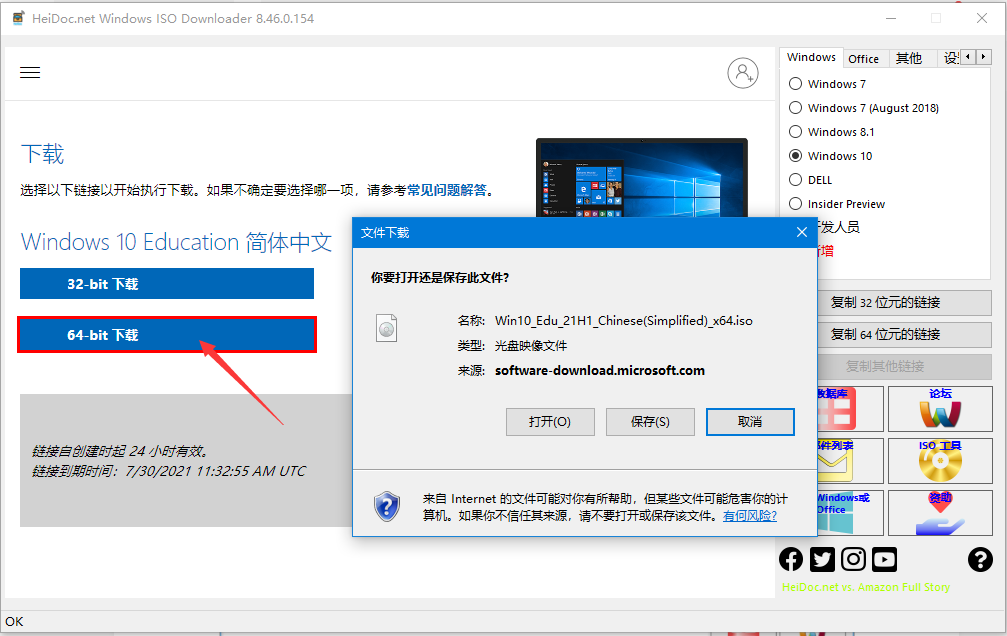 HeiDoc.net Windows ISO Downloader 8.46.0.154
下载
选择以下链接以开始执行下载。如果不确定要选择哪一项，请参考常见问题解答。
Windows 10 Education 简体中文
32-bit 下载
64-bit 下载
链接自创建时起 24 小时有效。
链接到期时间：7/30/2021 11:32:55 AM UTC
文件下载
你要打开还是保存此文件?
名称: Win10_Edu_21H1_Chinese(Simplified)_x64.iso
类型: 光盘映像文件
来源: software-download.microsoft.com
打开(O) 保存(S) 取消
来自 Internet 的文件可能对你有所帮助，但某些文件可能危害你的计
算机。如果你不信任其来源，请不要打开或保存该文件。有何风险?
Windows Office 其他
Windows 7
Windows 7 (August 2018)
Windows 8.1
Windows 10
DELL
Insider Preview
发人员
新增
复制 32 位元的链接
复制 64 位元的链接
复制其他链接
数据库 论坛
件列表 ISO 工具
Windows或
Office
资助
HeiDoc.net vs. Amazon Full Story
OK